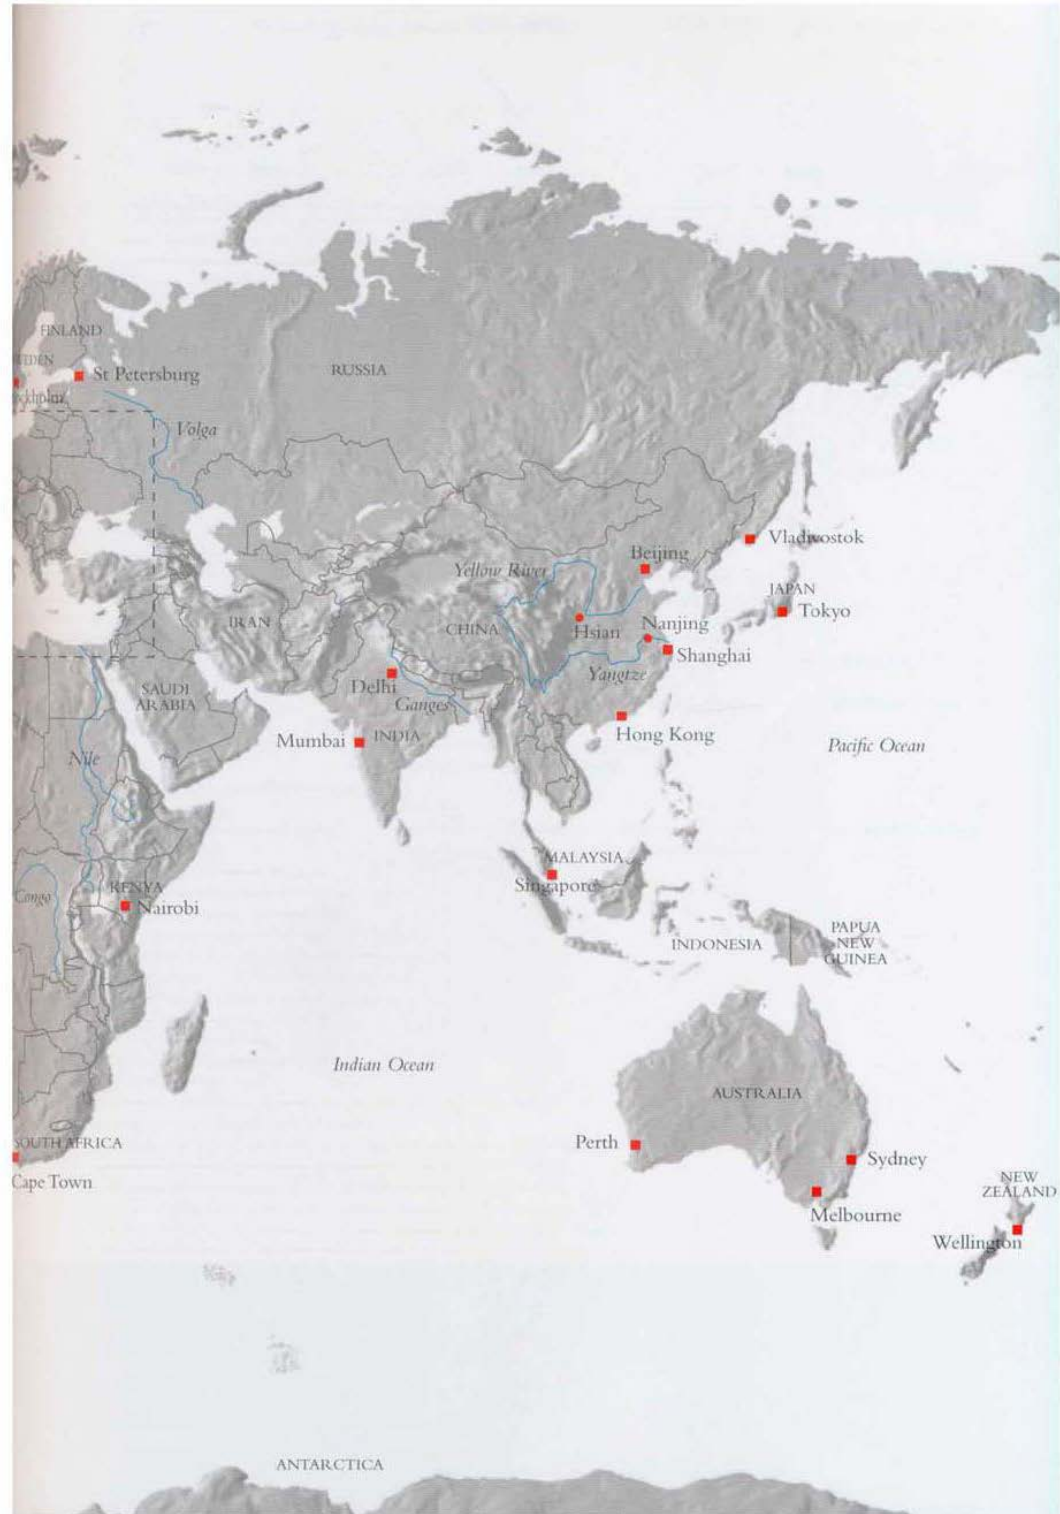 FINLAND
St Petersburg
RUSSIA
Volga
Vladivostok
Beijing
Yellow River
JAPAN
Tokyo
IRAN
CHINA
Hsian
Nanjing
Shanghai
SAUDI
ARABIA
Delhi
Ganges
Yangtze
Mumbai
INDIA
Hong Kong
Pacific Ocean
Nile
MALAYSIA
Singapore
KENYA
Nairobi
Congo
INDONESIA
PAPUA
NEW
GUINEA
Indian Ocean
AUSTRALIA
SOUTH AFRICA
Cape Town
Perth
Sydney
Melbourne
NEW
ZEALAND
Wellington
ANTARCTICA